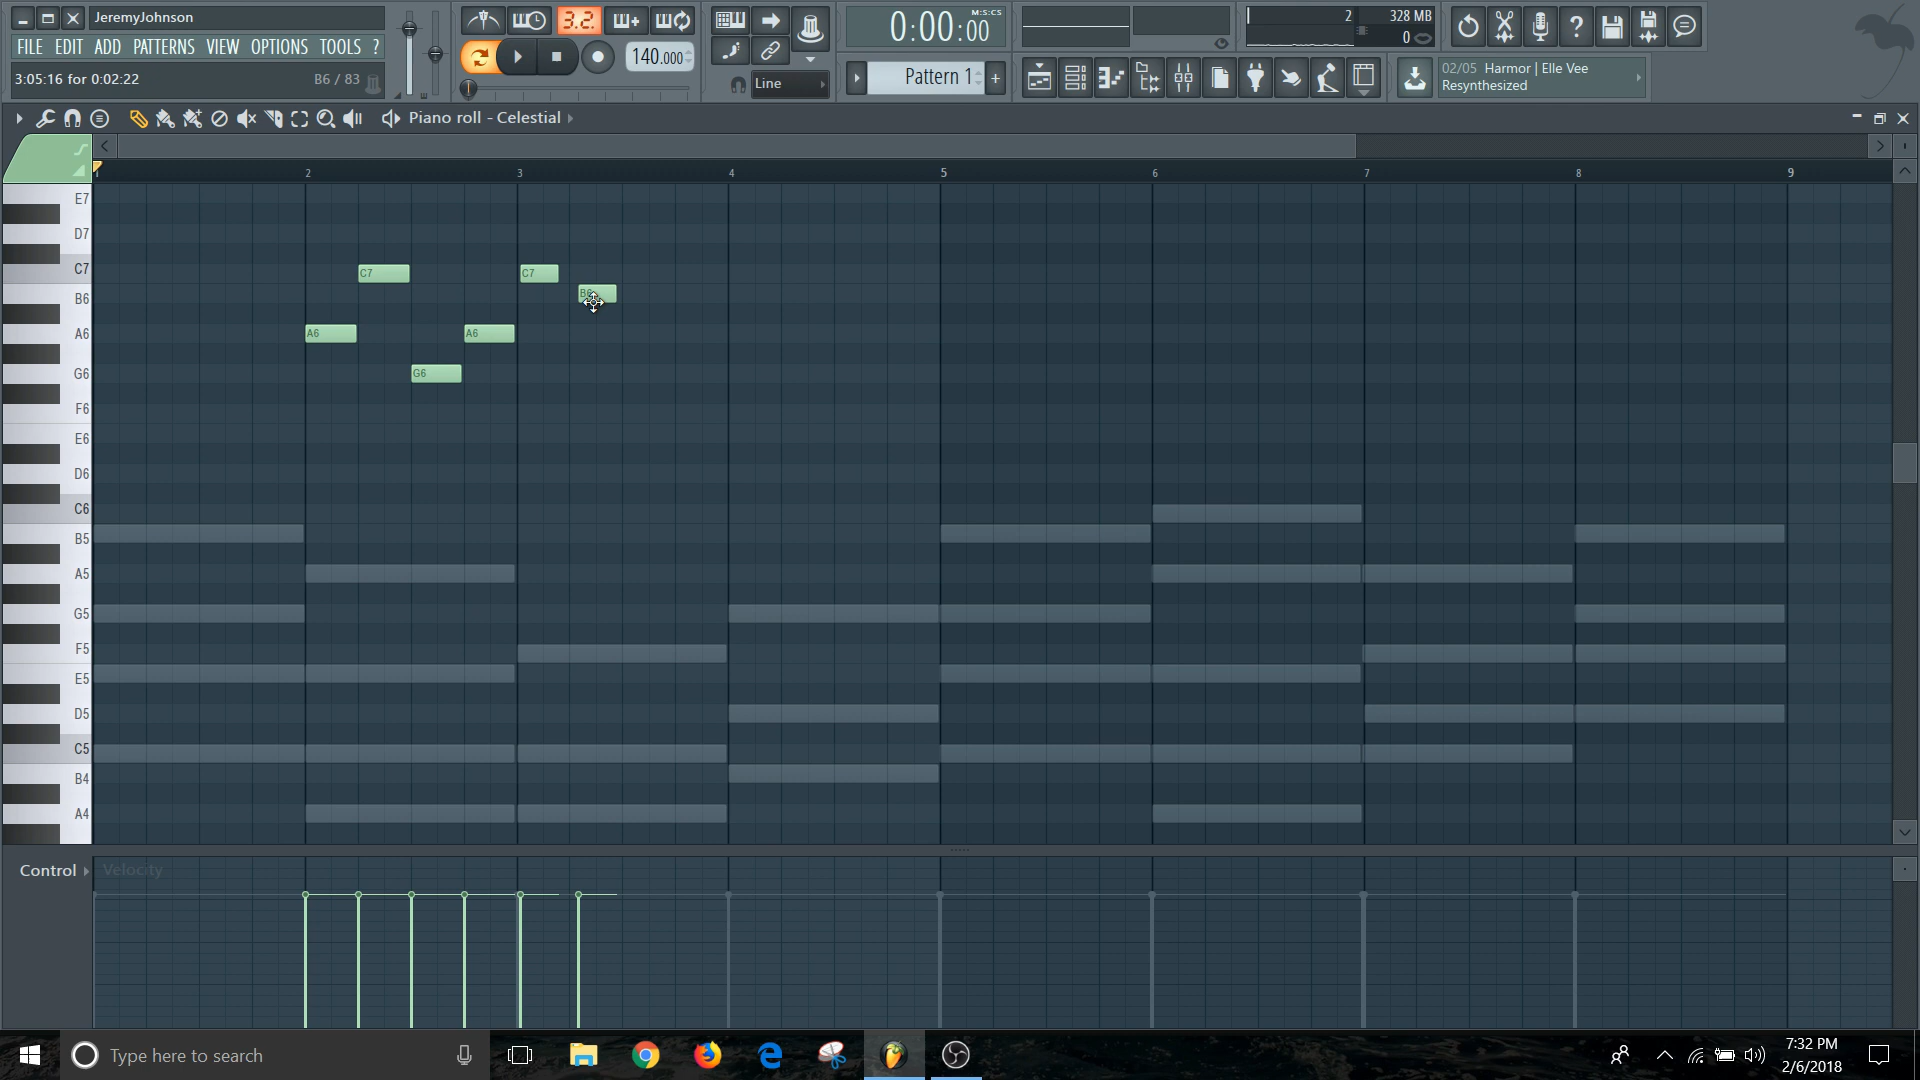 JeremyJohnson
FILE EDIT ADD PATTERNS VIEW OPTIONS TOOLS ?
3:05:16 for 0:02:22 B6 / 83
3.2.
140.000
Line
0:00:00 M:S:CS
Pattern 1 +
2 328 MB
0
02/05 Harmor | Elle Vee
Resynthesized
Piano roll - Celestial
1 2 3 4 5 6 7 8 9
E7
D7
C7 C7 C7
B6
A6 A6 A6
G6 G6
F6
E6
D6
C6
B5
A5
G5
F5
E5
D5
C5
B4
A4
Control Velocity
Type here to search
7:32 PM
2/6/2018